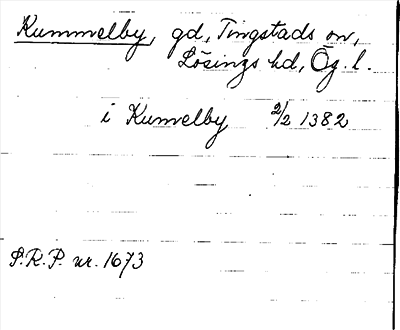 Kummelby, gd, Tingstads sn,
Lösings hd, Ög. l.
i Kumelby 2/2 1382
S.R.P. nr. 1673